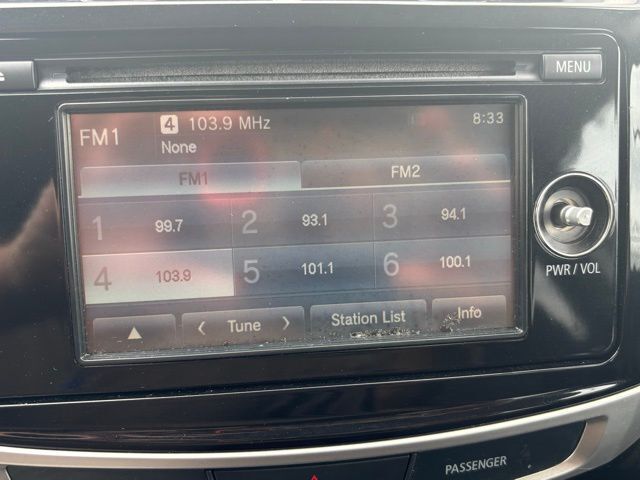 MENU
FM1 4 103.9 MHz 8:33
None
FM1 FM2
1 99.7 2 93.1 3 94.1
4 103.9 5 101.1 6 100.1
< Tune > Station List Info
PWR / VOL
PASSENGER